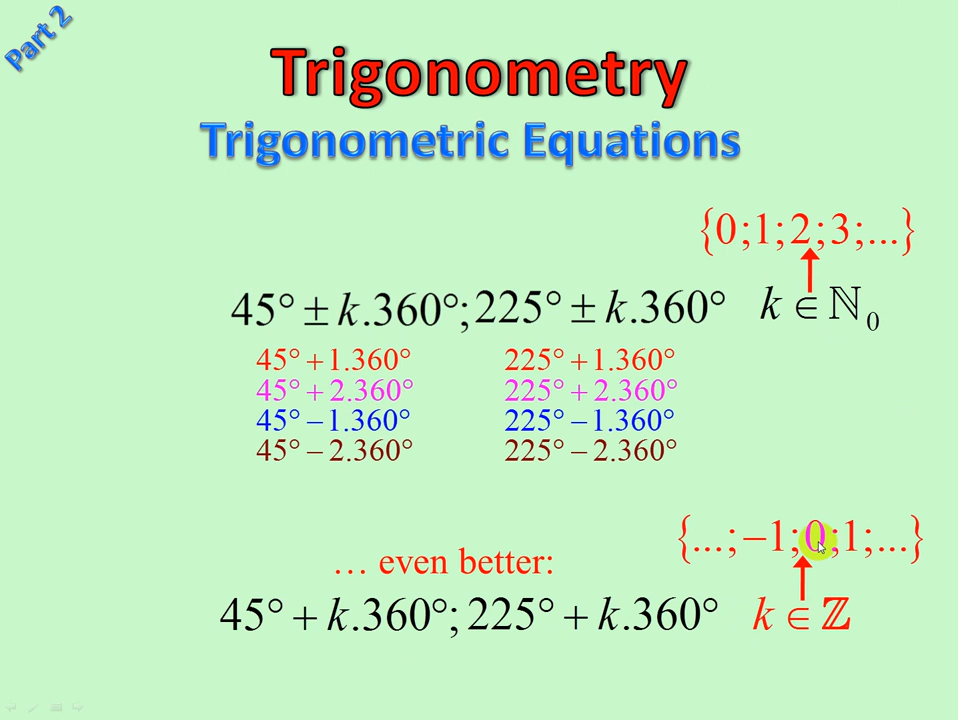 Part 2
Trigonometry
Trigonometric Equations
{0;1;2;3;...}
45° ± k.360°; 225° ± k.360° k ∈ ℕ₀
45° + 1.360° 225° + 1.360°
45° + 2.360° 225° + 2.360°
45° − 1.360° 225° − 1.360°
45° − 2.360° 225° − 2.360°
{...;−1;0;1;...}
... even better:
45° + k.360°; 225° + k.360° k ∈ ℤ